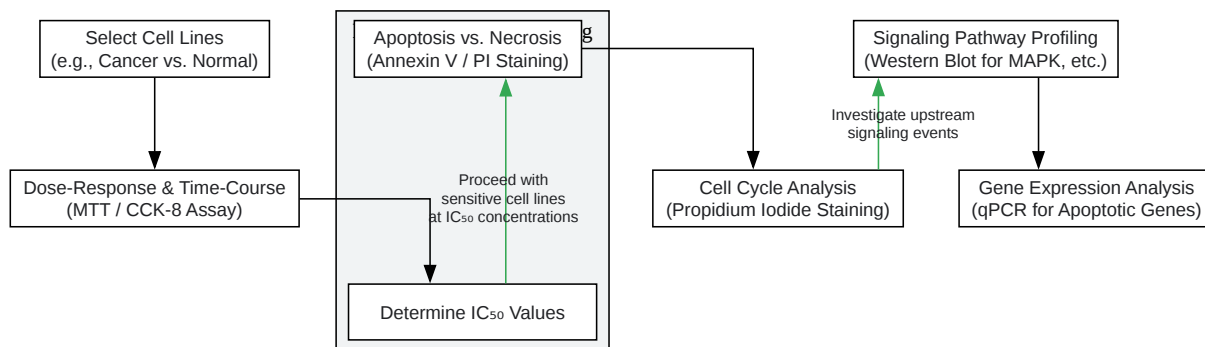 Select Cell Lines
(e.g., Cancer vs. Normal)
Dose-Response & Time-Course
(MTT / CCK-8 Assay)
Apoptosis vs. Necrosis
(Annexin V / PI Staining)
Proceed with
sensitive cell lines
at IC₅₀ concentrations
Determine IC₅₀ Values
Cell Cycle Analysis
(Propidium Iodide Staining)
Signaling Pathway Profiling
(Western Blot for MAPK, etc.)
Investigate upstream
signaling events
Gene Expression Analysis
(qPCR for Apoptotic Genes)